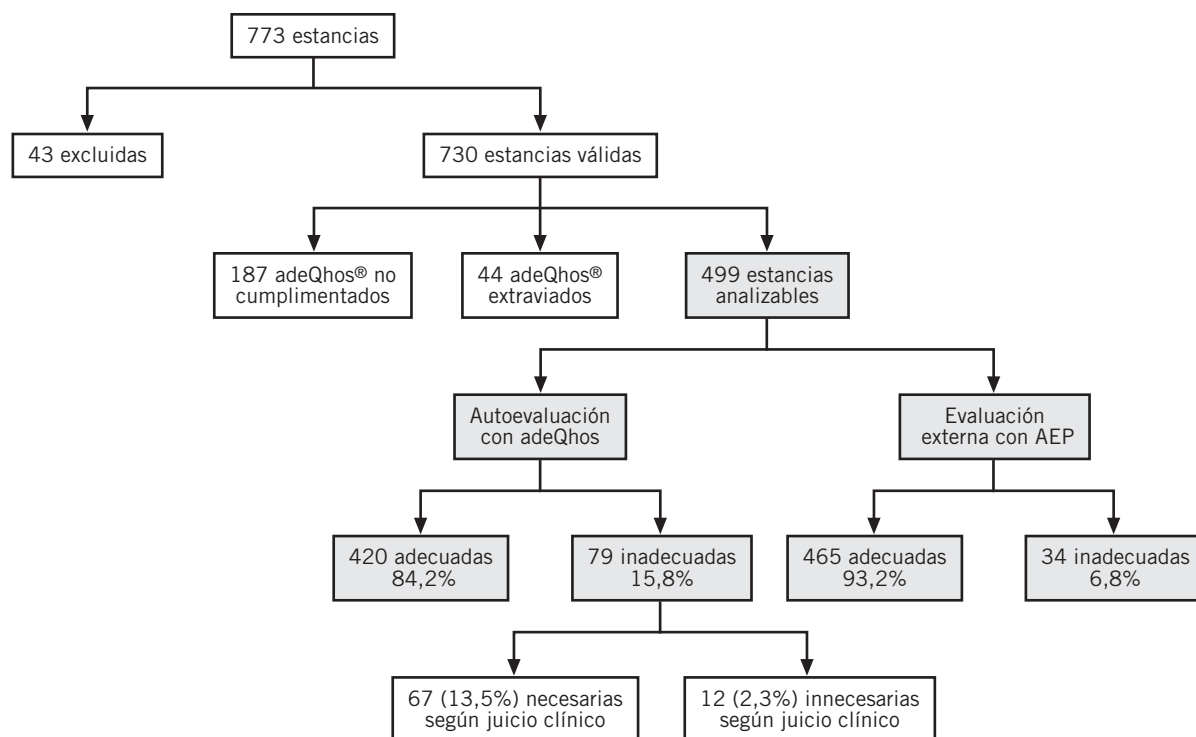 773 estancias
43 excluidas
730 estancias válidas
187 adeQhos® no
cumplimentados
44 adeQhos®
extraviados
499 estancias
analizables
Autoevaluación
con adeQhos
Evaluación
externa con AEP
420 adecuadas
84,2%
79 inadecuadas
15,8%
465 adecuadas
93,2%
34 inadecuadas
6,8%
67 (13,5%) necesarias
según juicio clínico
12 (2,3%) innecesarias
según juicio clínico